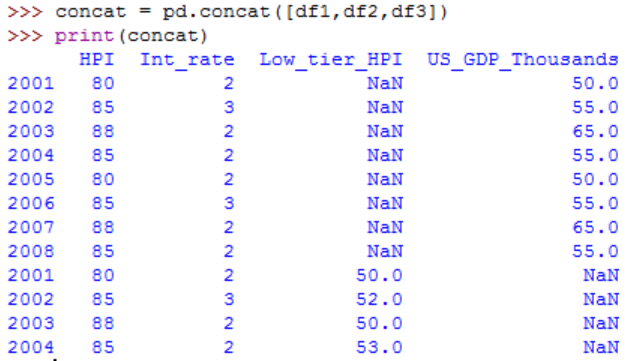 >>> concat = pd.concat([df1,df2,df3])
>>> print(concat)
      HPI  Int_rate  Low_tier_HPI  US_GDP_Thousands
2001   80         2           NaN              50.0
2002   85         3           NaN              55.0
2003   88         2           NaN              65.0
2004   85         2           NaN              55.0
2005   80         2           NaN              50.0
2006   85         3           NaN              55.0
2007   88         2           NaN              65.0
2008   85         2           NaN              55.0
2001   80         2          50.0               NaN
2002   85         3          52.0               NaN
2003   88         2          50.0               NaN
2004   85         2          53.0               NaN